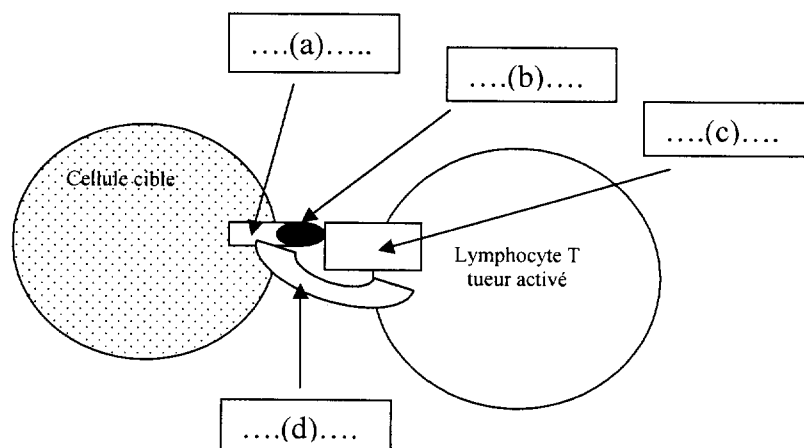 ....(a).....
....(b)....
....(c)....
Cellule cible
Lymphocyte T
tueur activé
....(d)....